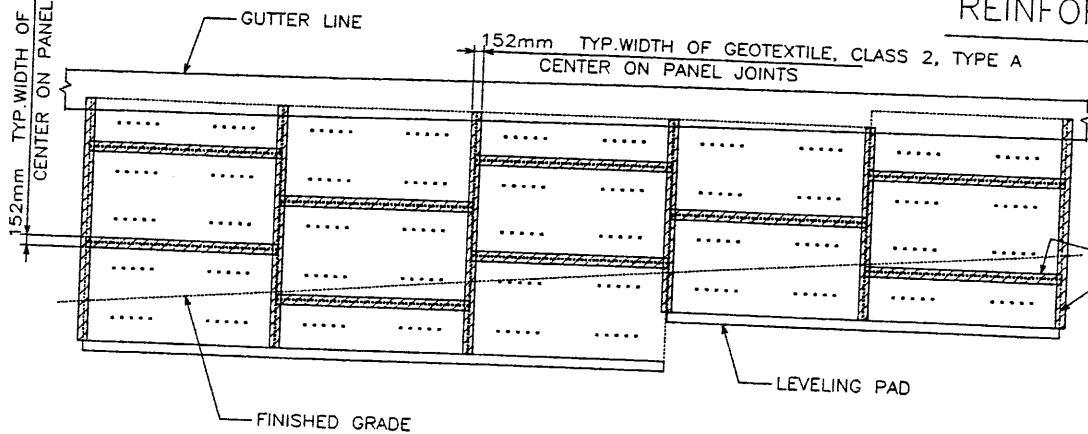 REINFO
GUTTER LINE
152mm TYP.WIDTH OF GEOTEXTILE, CLASS 2, TYPE A
CENTER ON PANEL JOINTS
152mm TYP.WIDTH OF
CENTER ON PANEL
LEVELING PAD
FINISHED GRADE